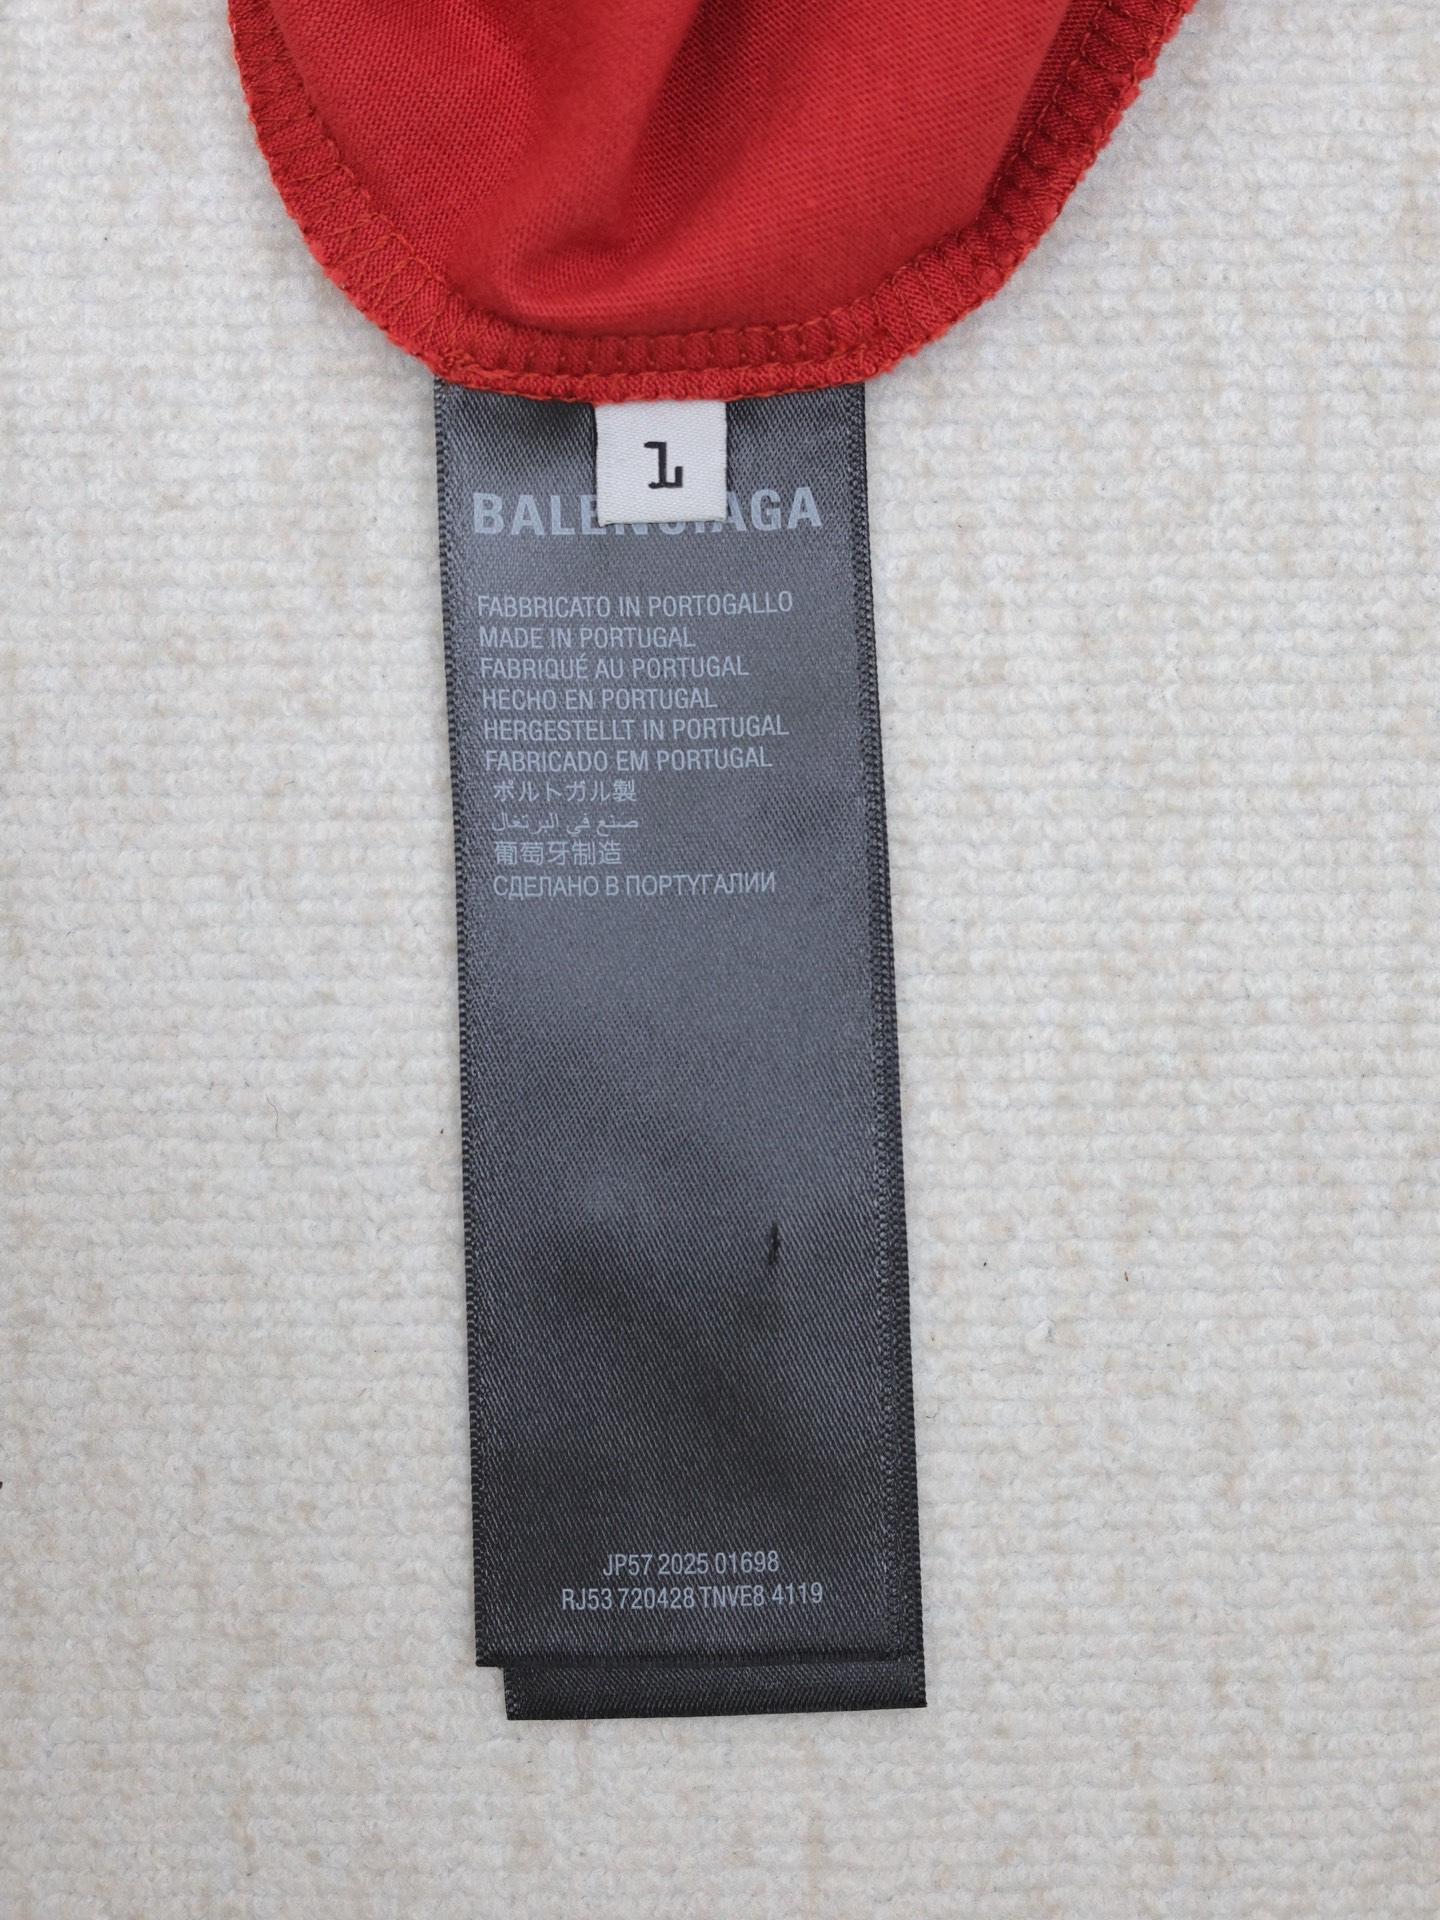 1
BALENCIAGA
FABBRICATO IN PORTOGALLO
MADE IN PORTUGAL
FABRIQUÉ AU PORTUGAL
HECHO EN PORTUGAL
HERGESTELLT IN PORTUGAL
FABRICADO EM PORTUGAL
ポルトガル製
صنع في البرتغال
葡萄牙制造
СДЕЛАНО В ПОРТУГАЛИИ
JP57 2025 01698
RJ53 720428 TNVE8 4119